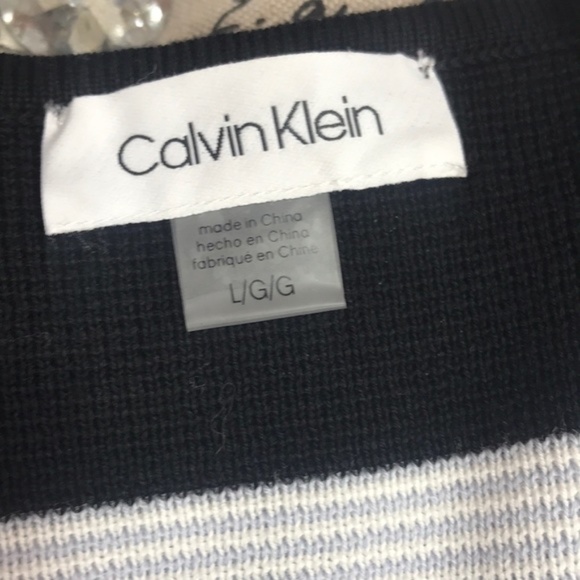 Calvin Klein
made in China
hecho en China
fabriqué en Chine
L/G/G